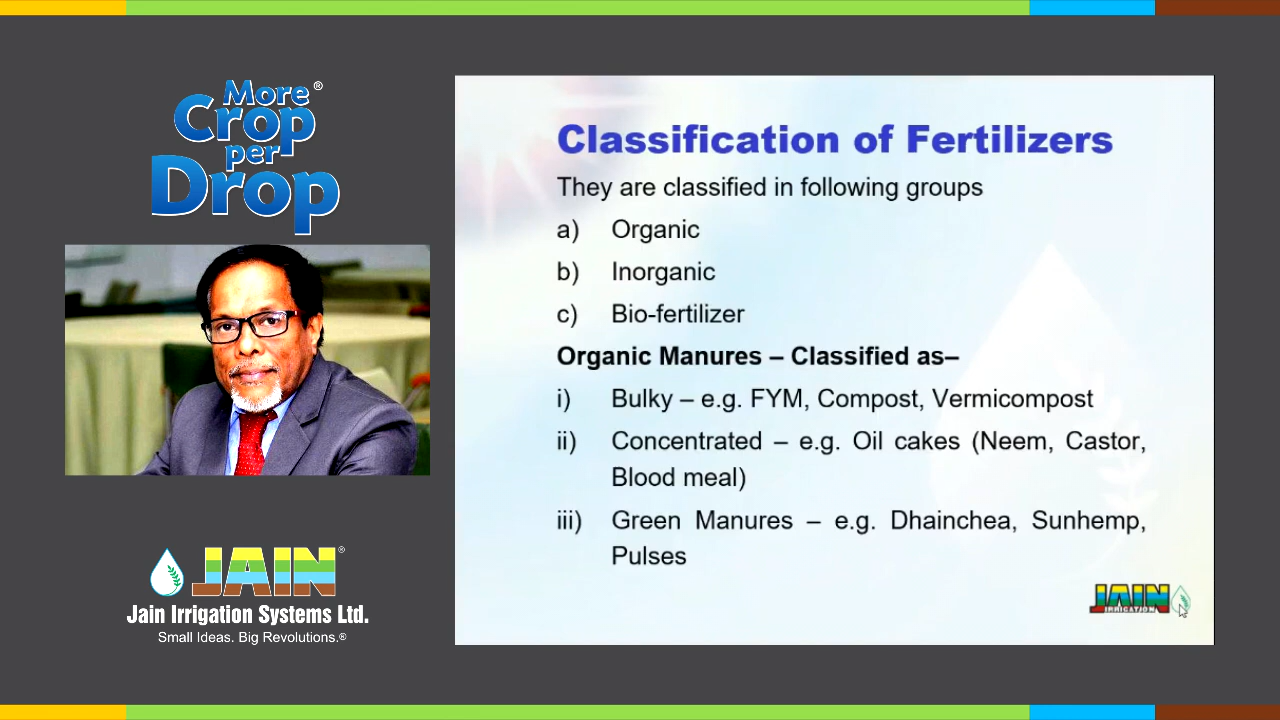 More®
Crop
per
Drop
JAIN®
Jain Irrigation Systems Ltd.
Small Ideas. Big Revolutions.®
Classification of Fertilizers
They are classified in following groups
a) Organic
b) Inorganic
c) Bio-fertilizer
Organic Manures – Classified as–
i) Bulky – e.g. FYM, Compost, Vermicompost
ii) Concentrated – e.g. Oil cakes (Neem, Castor,
Blood meal)
iii) Green Manures – e.g. Dhainchea, Sunhemp,
Pulses
JAIN
IRRIGATION